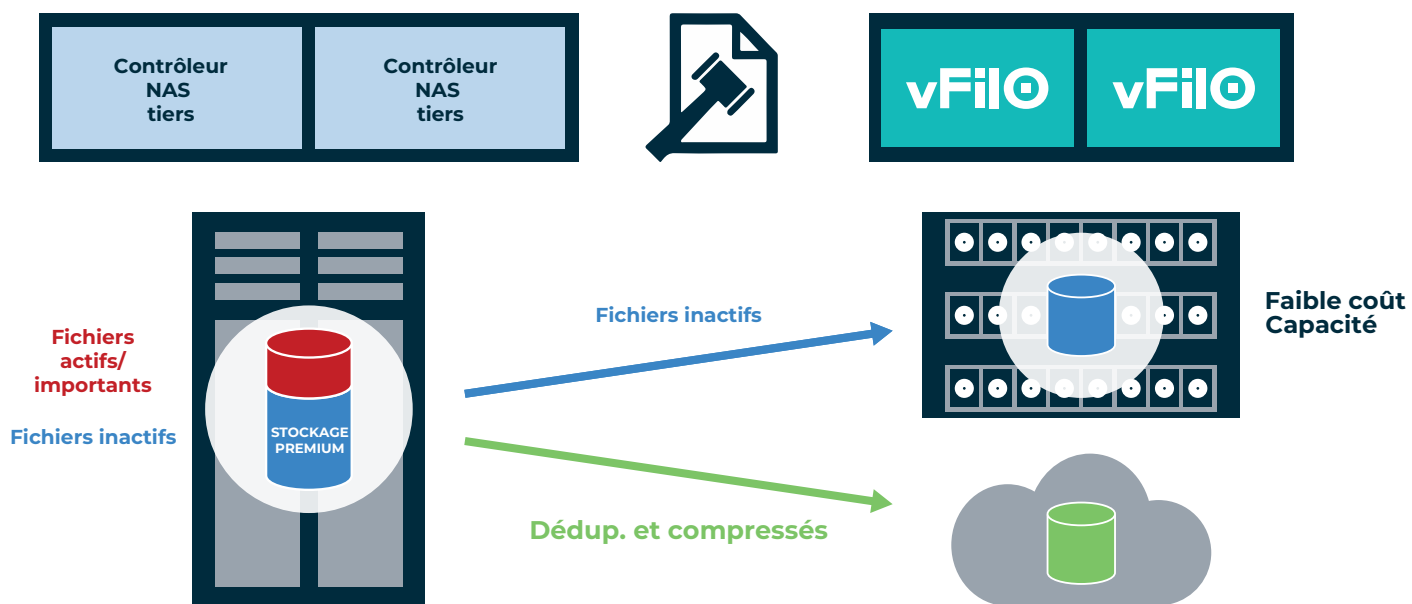 Contrôleur
NAS
tiers
Contrôleur
NAS
tiers
vFilO
vFilO
Fichiers
actifs/
importants
Fichiers inactifs
STOCKAGE
PREMIUM
Fichiers inactifs
Faible coût
Capacité
Dédup. et compressés